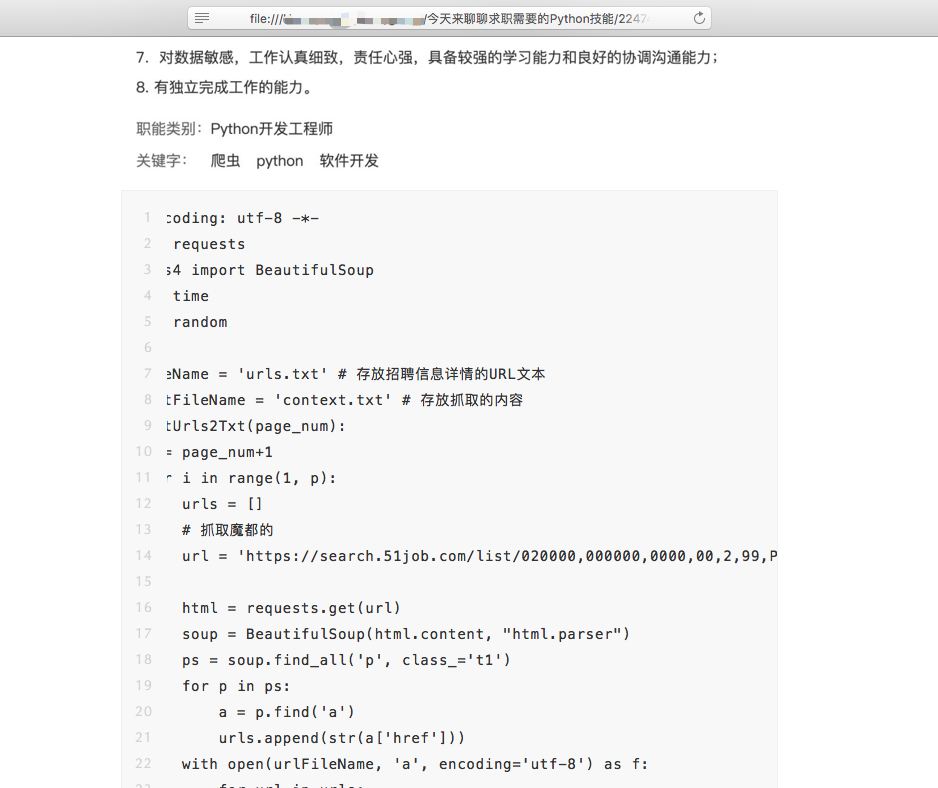 file:///
/今天来聊聊求职需要的Python技能/2247
7. 对数据敏感，工作认真细致，责任心强，具备较强的学习能力和良好的协调沟通能力；
8. 有独立完成工作的能力。
职能类别：Python开发工程师
关键字： 爬虫 python 软件开发
1 coding: utf-8 -*-
2 requests
3 s4 import BeautifulSoup
4 time
5 random
6
7 eName = 'urls.txt' # 存放招聘信息详情的URL文本
8 tFileName = 'context.txt' # 存放抓取的内容
9 tUrls2Txt(page_num):
10 = page_num+1
11 r i in range(1, p):
12 urls = []
13 # 抓取魔都的
14 url = 'https://search.51job.com/list/020000,000000,0000,00,2,99,P
15
16 html = requests.get(url)
17 soup = BeautifulSoup(html.content, "html.parser")
18 ps = soup.find_all('p', class_='t1')
19 for p in ps:
20 a = p.find('a')
21 urls.append(str(a['href']))
22 with open(urlFileName, 'a', encoding='utf-8') as f:
23 for url in urls: